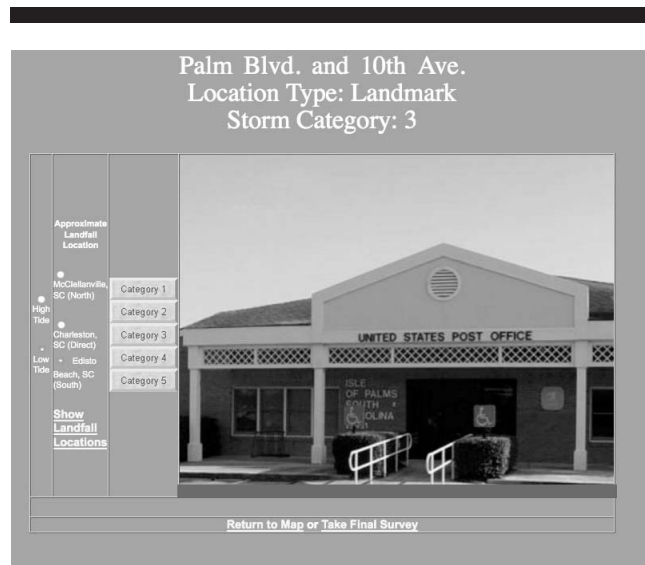 Palm Blvd. and 10th Ave.
Location Type: Landmark
Storm Category: 3
High
Tide
Low
Tide
Approximate
Landfall
Location
McClellanville,
SC (North)
Charleston,
SC (Direct)
Edisto
Beach, SC
(South)
Show
Landfall
Locations
Category 1
Category 2
Category 3
Category 4
Category 5
UNITED STATES POST OFFICE
ISLE
OF PALMS
SOUTH
OLINA
Return to Map or Take Final Survey